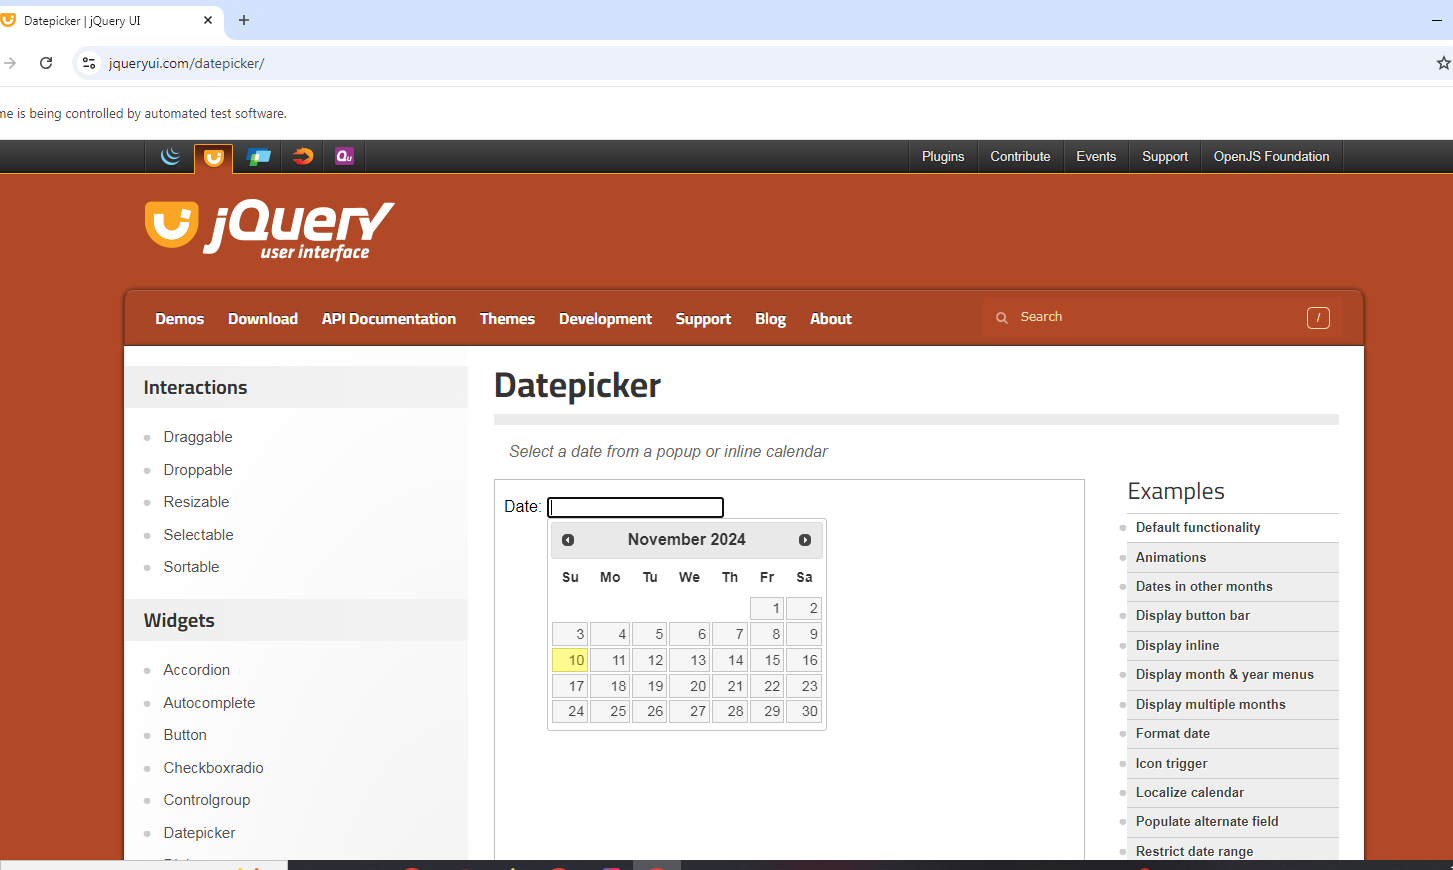 Datepicker | jQuery UI
jqueryui.com/datepicker/
me is being controlled by automated test software.
Qu
Plugins Contribute Events Support OpenJS Foundation
jQuery
user interface
Demos Download API Documentation Themes Development Support Blog About Search /
Interactions
Draggable
Droppable
Resizable
Selectable
Sortable
Widgets
Accordion
Autocomplete
Button
Checkboxradio
Controlgroup
Datepicker
Datepicker
Select a date from a popup or inline calendar
Date:
November 2024
Su Mo Tu We Th Fr Sa
1 2
3 4 5 6 7 8 9
10 11 12 13 14 15 16
17 18 19 20 21 22 23
24 25 26 27 28 29 30
Examples
Default functionality
Animations
Dates in other months
Display button bar
Display inline
Display month & year menus
Display multiple months
Format date
Icon trigger
Localize calendar
Populate alternate field
Restrict date range